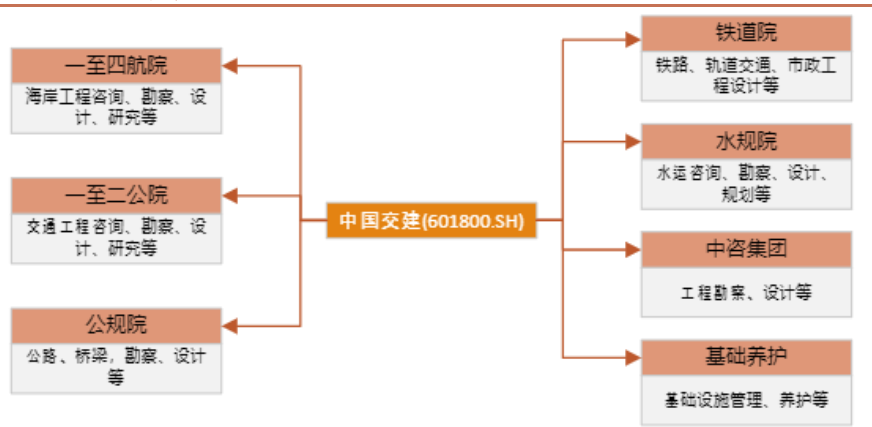 一至四航院
海岸工程咨询、勘察、设
计、研究等
一至二公院
交通工程咨询、勘察、设
计、研究等
公规院
公路、桥梁，勘察、设计
等
中国交建(601800.SH)
铁道院
铁路、轨道交通、市政工
程设计等
水规院
水运咨询、勘察、设计、
规划等
中咨集团
工程勘察、设计等
基础养护
基础设施管理、养护等